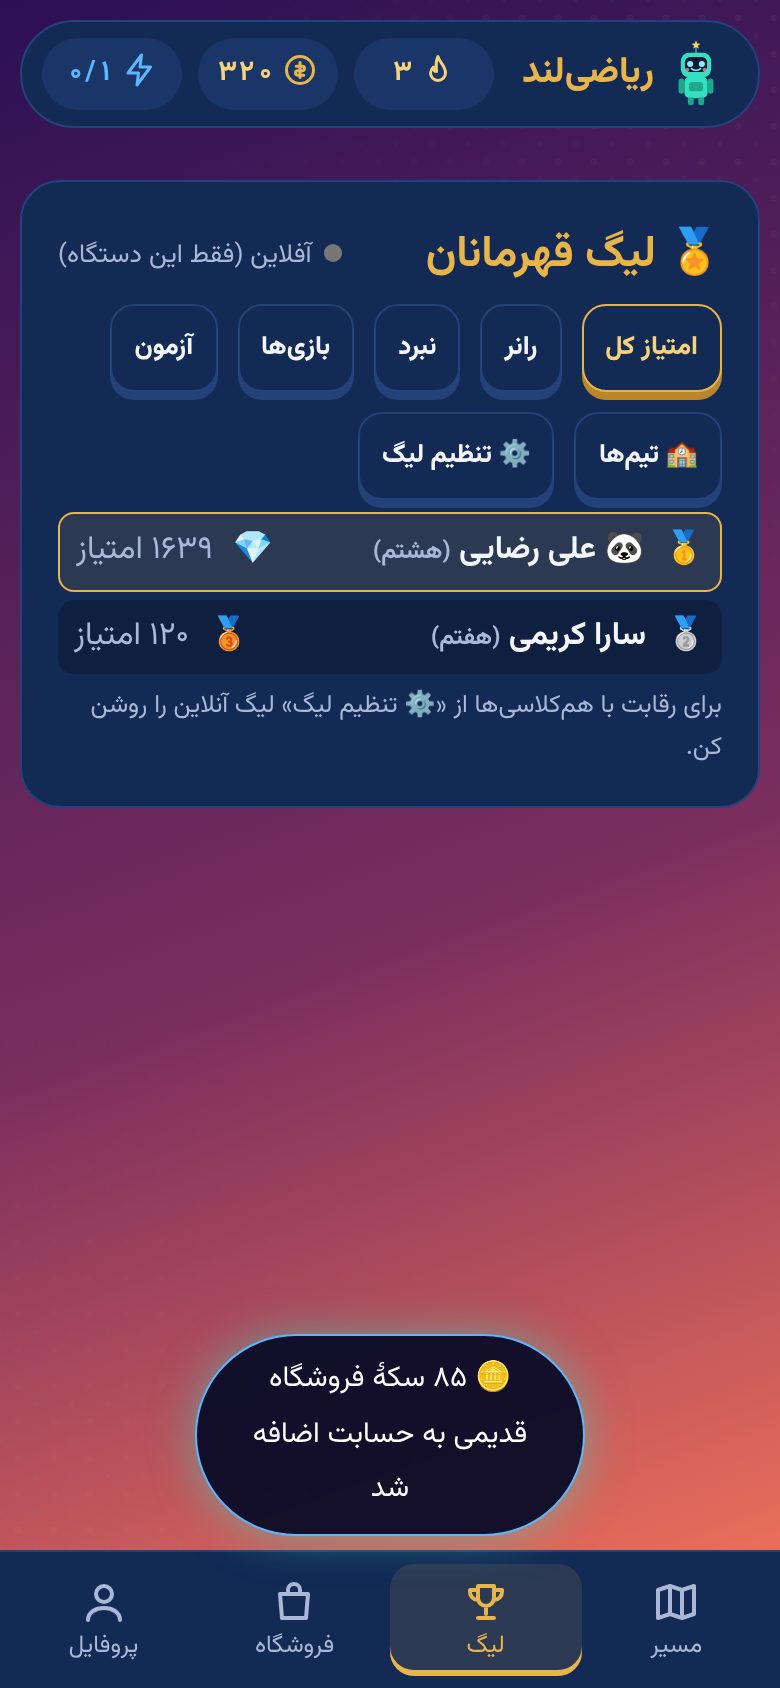 ریاضی‌لند ۳ ۳۲۰ ۰/۱
لیگ قهرمانان آفلاین (فقط این دستگاه)
امتیاز کل رانر نبرد بازی‌ها آزمون
تیم‌ها تنظیم لیگ
علی رضایی (هشتم) ۱۶۳۹ امتیاز
سارا کریمی (هفتم) ۱۲۰ امتیاز
برای رقابت با هم‌کلاسی‌ها از «⚙️ تنظیم لیگ» لیگ آنلاین را روشن
کن.
۸۵ سکهٔ فروشگاه
قدیمی به حسابت اضافه
شد
مسیر لیگ فروشگاه پروفایل